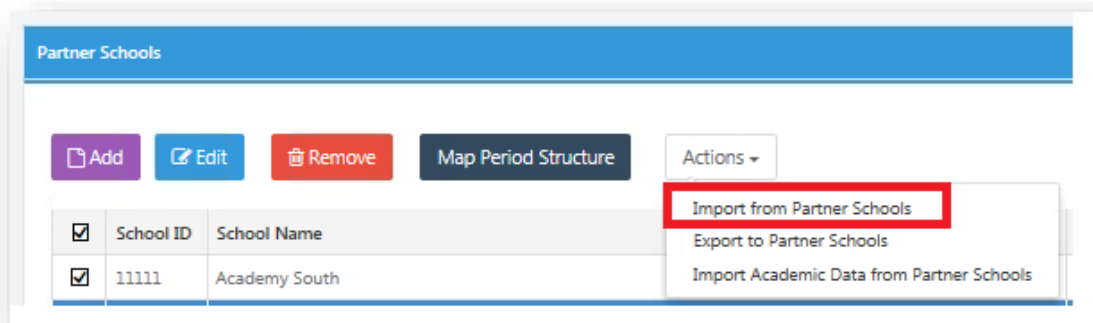 Partner Schools
Add Edit Remove Map Period Structure Actions
Import from Partner Schools
Export to Partner Schools
Import Academic Data from Partner Schools
School ID School Name
11111 Academy South